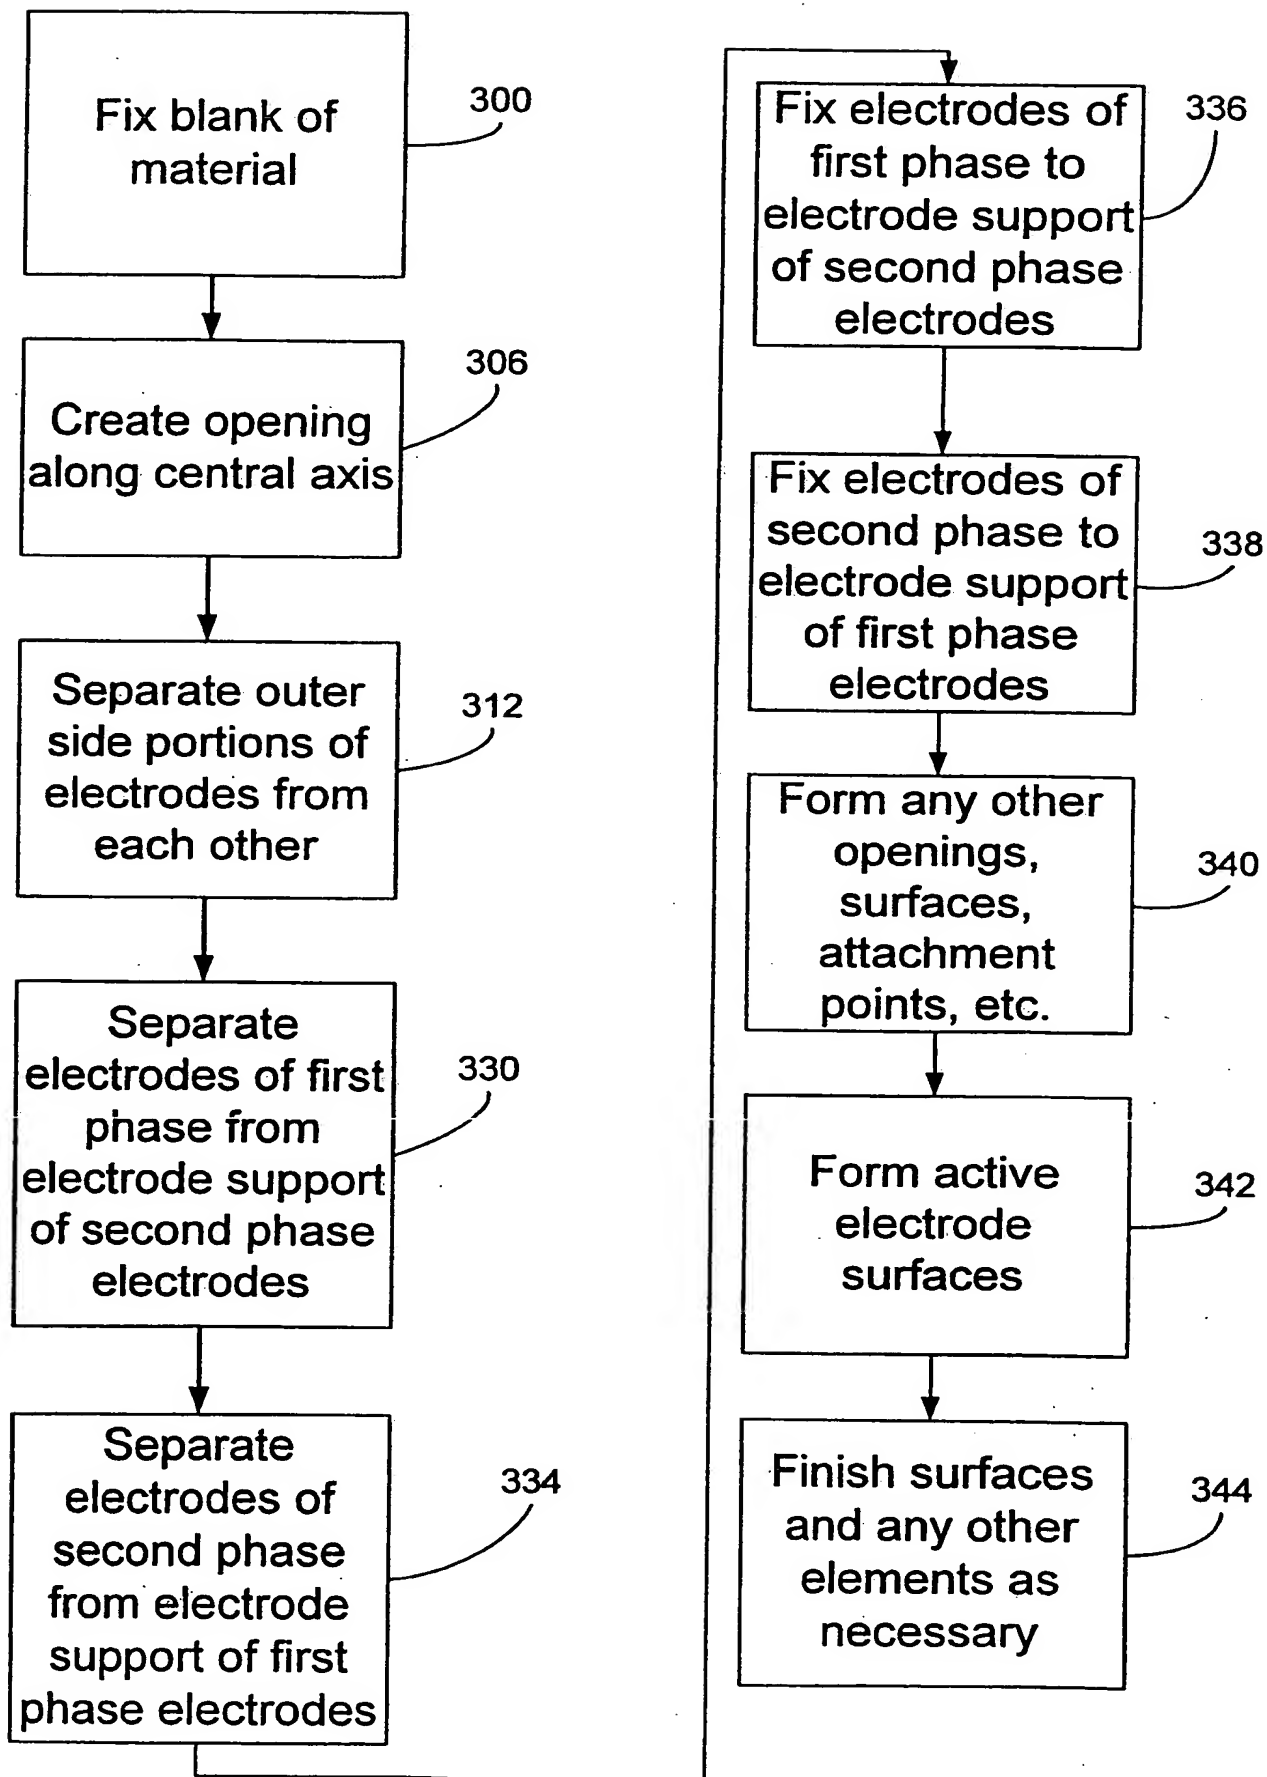 Fix blank of
material
300
Create opening
along central axis
306
Separate outer
side portions of
electrodes from
each other
312
Separate
electrodes of first
phase from
electrode support
of second phase
electrodes
330
Separate
electrodes of
second phase
from electrode
support of first
phase electrodes
334
Fix electrodes of
first phase to
electrode support
of second phase
electrodes
336
Fix electrodes of
second phase to
electrode support
of first phase
electrodes
338
Form any other
openings,
surfaces,
attachment
points, etc.
340
Form active
electrode
surfaces
342
Finish surfaces
and any other
elements as
necessary
344